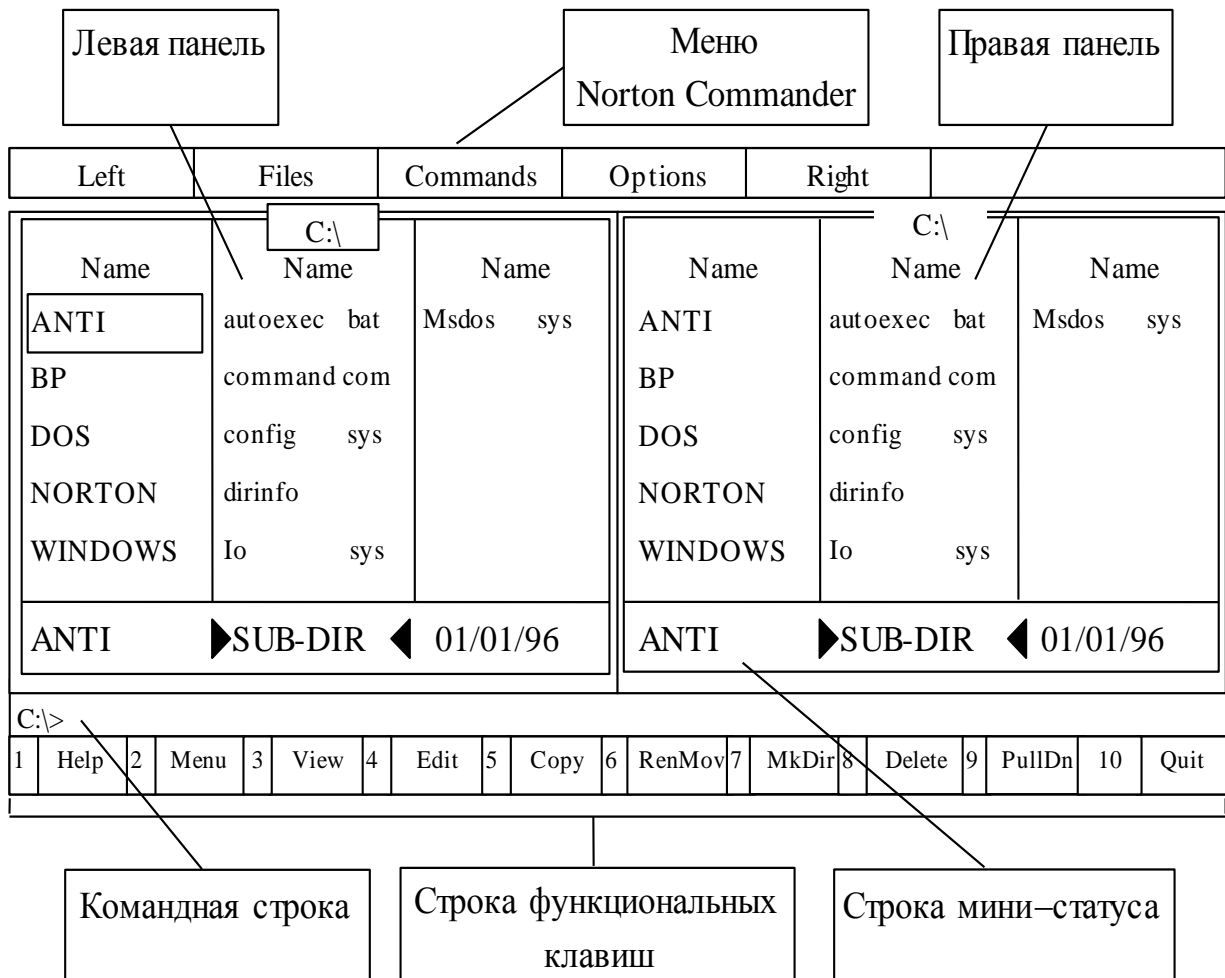 Левая панель
Меню
Norton Commander
Правая панель
Left Files Commands Options Right
C:\ C:\
Name Name Name Name Name Name
ANTI autoexec bat Msdos sys ANTI autoexec bat Msdos sys
BP command com BP command com
DOS config sys DOS config sys
NORTON dirinfo NORTON dirinfo
WINDOWS Io sys WINDOWS Io sys
ANTI ▶SUB-DIR ◀ 01/01/96 ANTI ▶SUB-DIR ◀ 01/01/96
C:\>
1 Help 2 Menu 3 View 4 Edit 5 Copy 6 RenMov 7 MkDir 8 Delete 9 PullDn 10 Quit
Командная строка
Строка функциональных
клавиш
Строка мини–статуса